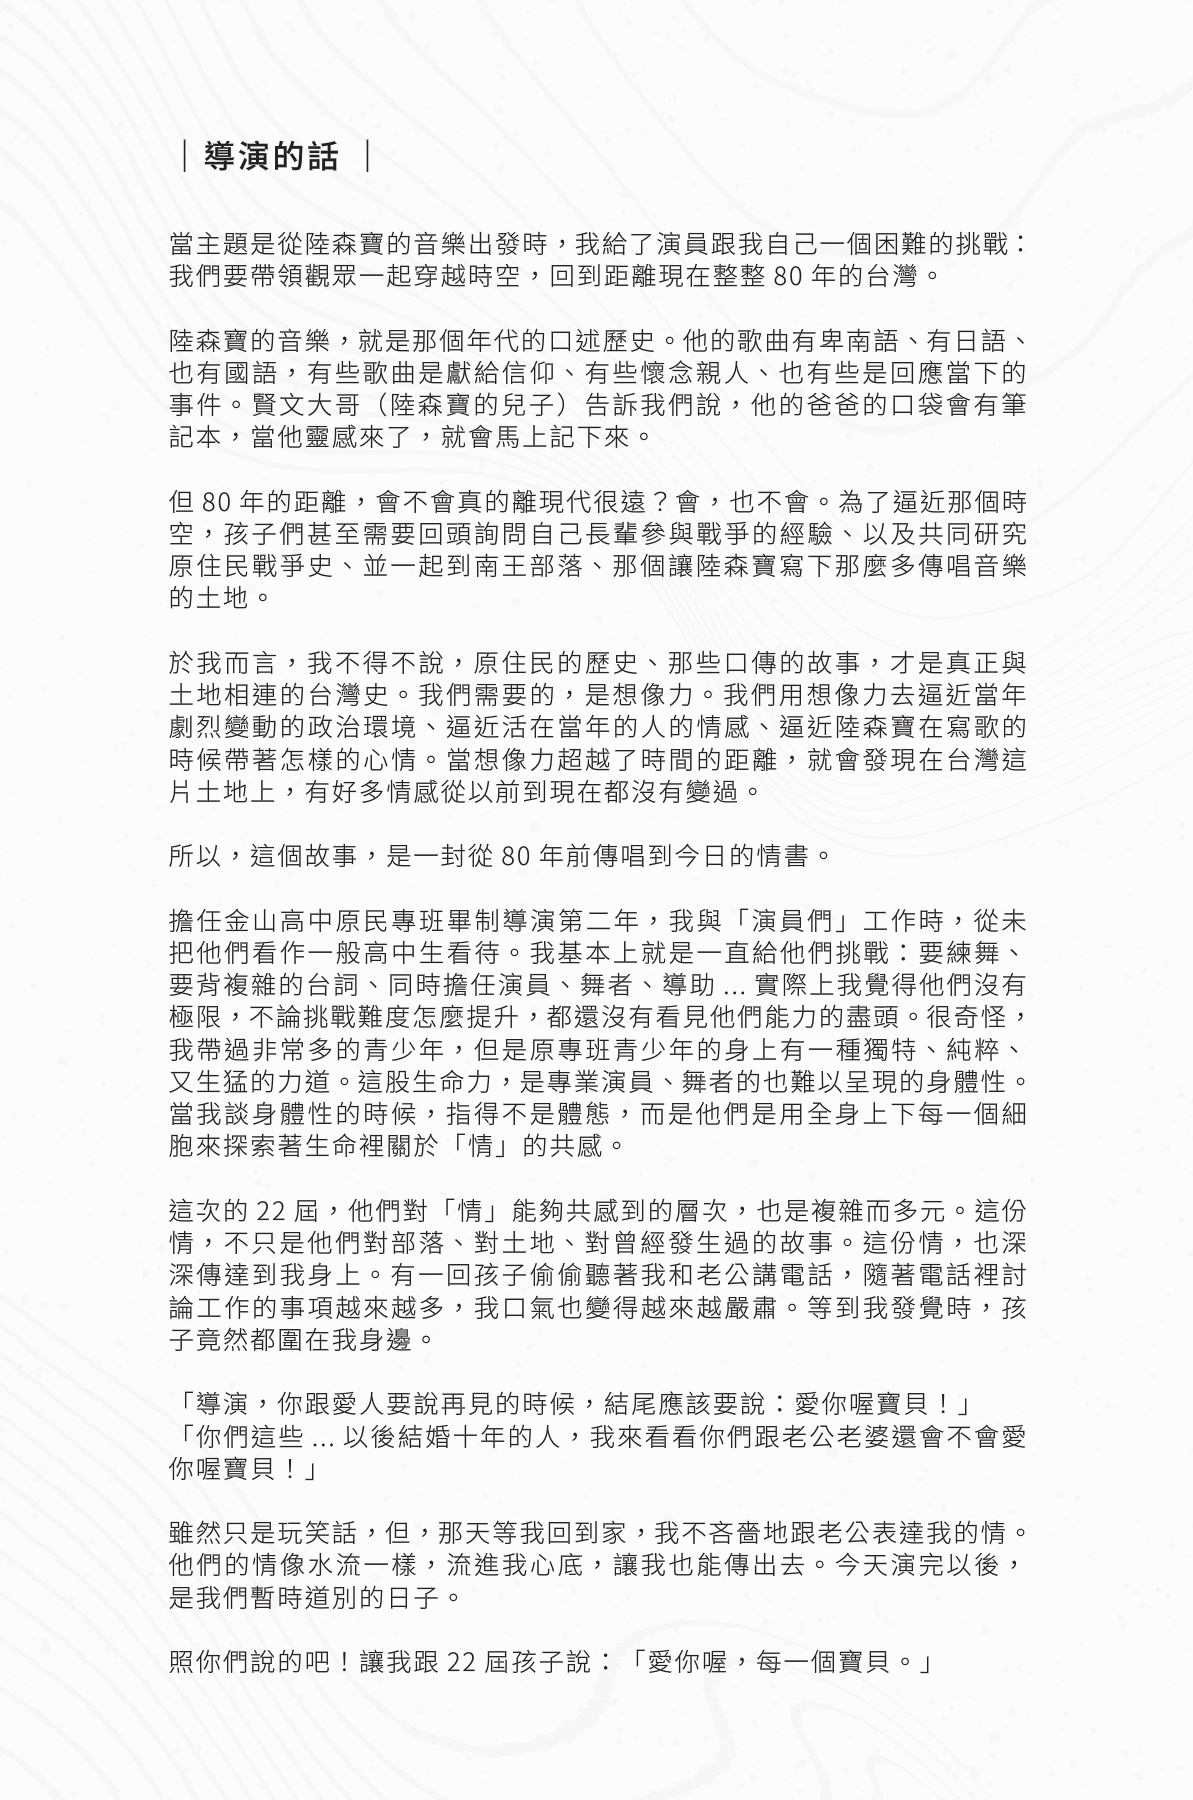 ｜導演的話 ｜
當主題是從陸森寶的音樂出發時，我給了演員跟我自己一個困難的挑戰：
我們要帶領觀眾一起穿越時空，回到距離現在整整 80 年的台灣。
陸森寶的音樂，就是那個年代的口述歷史。他的歌曲有卑南語、有日語、
也有國語，有些歌曲是獻給信仰、有些懷念親人、也有些是回應當下的
事件。賢文大哥（陸森寶的兒子）告訴我們說，他的爸爸的口袋會有筆
記本，當他靈感來了，就會馬上記下來。
但 80 年的距離，會不會真的離現代很遠？會，也不會。為了逼近那個時
空，孩子們甚至需要回頭詢問自己長輩參與戰爭的經驗、以及共同研究
原住民戰爭史、並一起到南王部落、那個讓陸森寶寫下那麼多傳唱音樂
的土地。
於我而言，我不得不說，原住民的歷史、那些口傳的故事，才是真正與
土地相連的台灣史。我們需要的，是想像力。我們用想像力去逼近當年
劇烈變動的政治環境、逼近活在當年的人的情感、逼近陸森寶在寫歌的
時候帶著怎樣的心情。當想像力超越了時間的距離，就會發現在台灣這
片土地上，有好多情感從以前到現在都沒有變過。
所以，這個故事，是一封從 80 年前傳唱到今日的情書。
擔任金山高中原民專班畢制導演第二年，我與「演員們」工作時，從未
把他們看作一般高中生看待。我基本上就是一直給他們挑戰：要練舞、
要背複雜的台詞、同時擔任演員、舞者、導助 ... 實際上我覺得他們沒有
極限，不論挑戰難度怎麼提升，都還沒有看見他們能力的盡頭。很奇怪，
我帶過非常多的青少年，但是原專班青少年的身上有一種獨特、純粹、
又生猛的力道。這股生命力，是專業演員、舞者的也難以呈現的身體性。
當我談身體性的時候，指得不是體態，而是他們是用全身上下每一個細
胞來探索著生命裡關於「情」的共感。
這次的 22 屆，他們對「情」能夠共感到的層次，也是複雜而多元。這份
情，不只是他們對部落、對土地、對曾經發生過的故事。這份情，也深
深傳達到我身上。有一回孩子偷偷聽著我和老公講電話，隨著電話裡討
論工作的事項越來越多，我口氣也變得越來越嚴肅。等到我發覺時，孩
子竟然都圍在我身邊。
「導演，你跟愛人要說再見的時候，結尾應該要說：愛你喔寶貝！」
「你們這些 ... 以後結婚十年的人，我來看看你們跟老公老婆還會不會愛
你喔寶貝！」
雖然只是玩笑話，但，那天等我回到家，我不吝嗇地跟老公表達我的情。
他們的情像水流一樣，流進我心底，讓我也能傳出去。今天演完以後，
是我們暫時道別的日子。
照你們說的吧！讓我跟 22 屆孩子說：「愛你喔，每一個寶貝。」